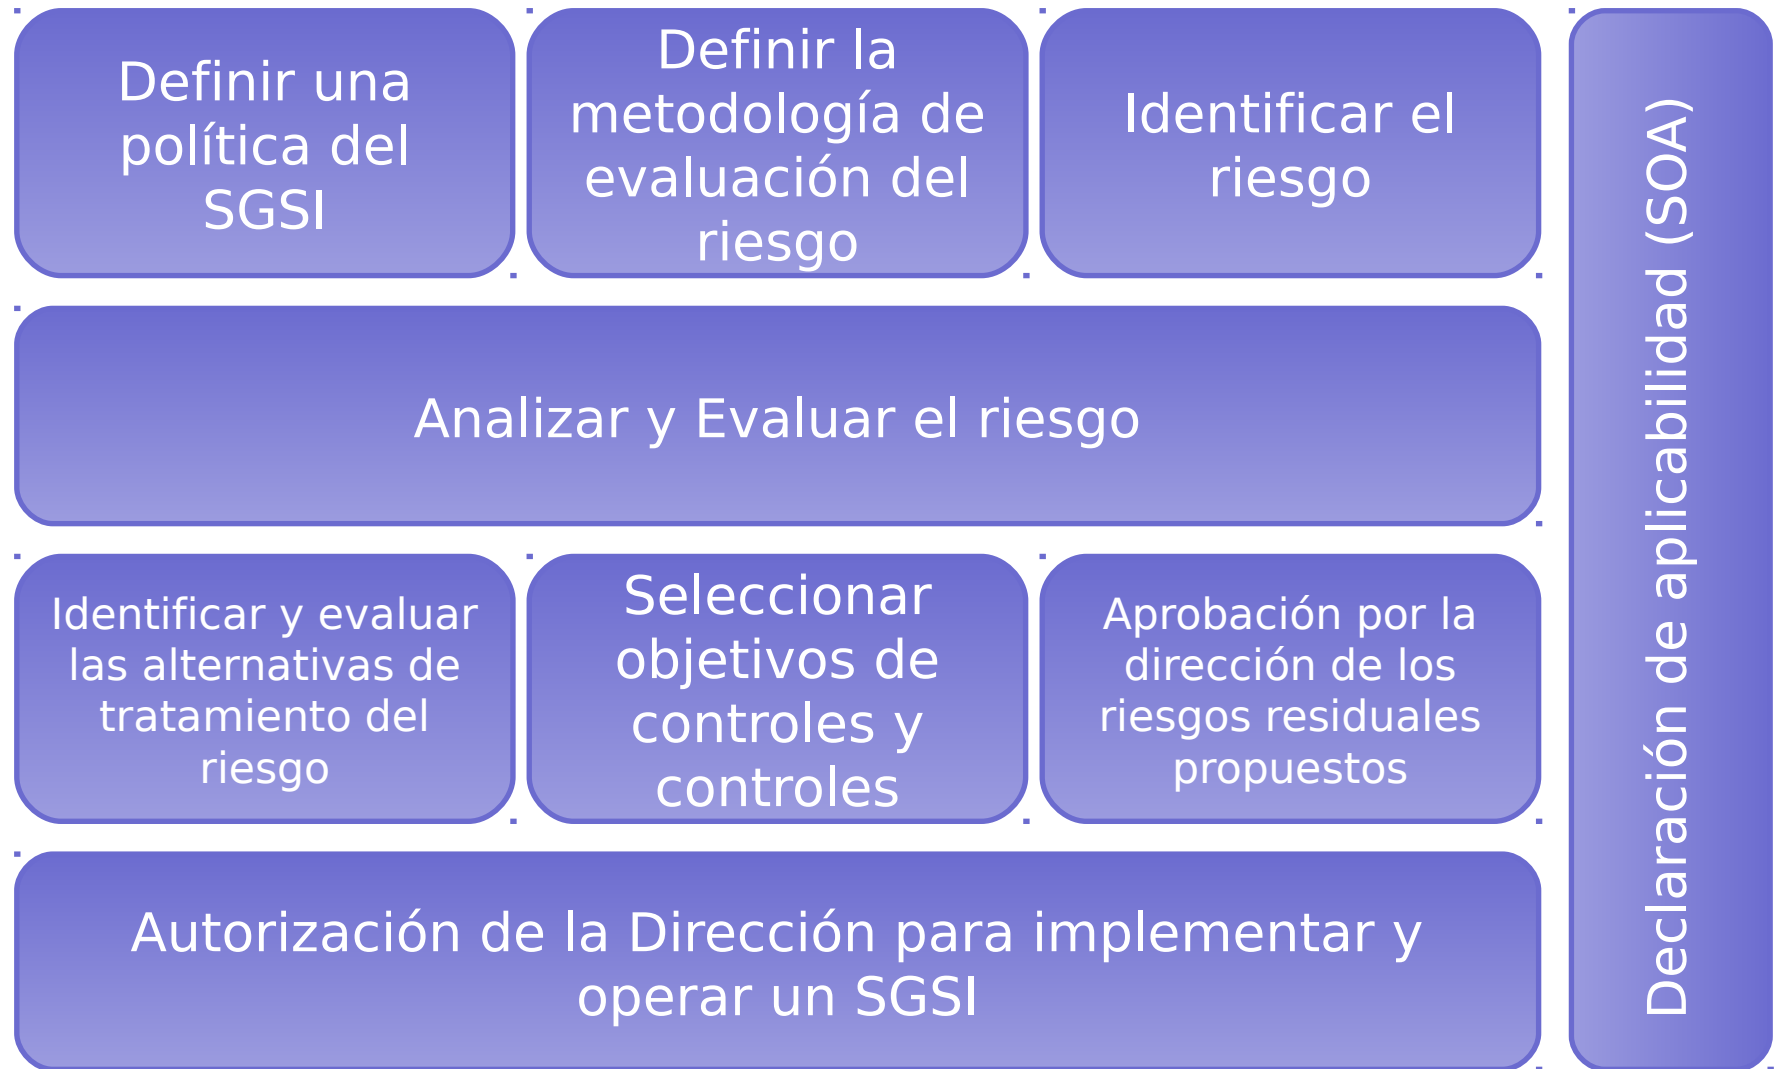 Definir una
política del
SGSI
Definir la
metodología de
evaluación del
riesgo
Identificar el
riesgo
Analizar y Evaluar el riesgo
Identificar y evaluar
las alternativas de
tratamiento del
riesgo
Seleccionar
objetivos de
controles y
controles
Aprobación por la
dirección de los
riesgos residuales
propuestos
Autorización de la Dirección para implementar y
operar un SGSI
Declaración de aplicabilidad (SOA)